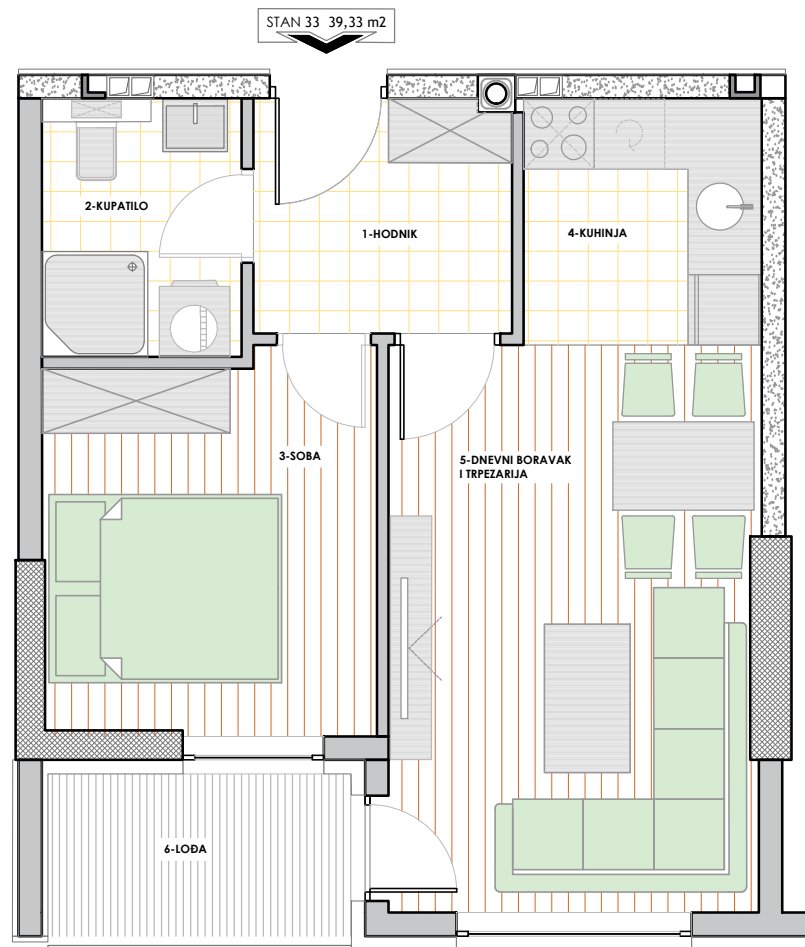 STAN 33 39,33 m2
2-KUPATILO
1-HODNIK
4-KUHINJA
3-SOBA
5-DNEVNI BORAVAK
I TRPEZARIJA
6-LOĐA